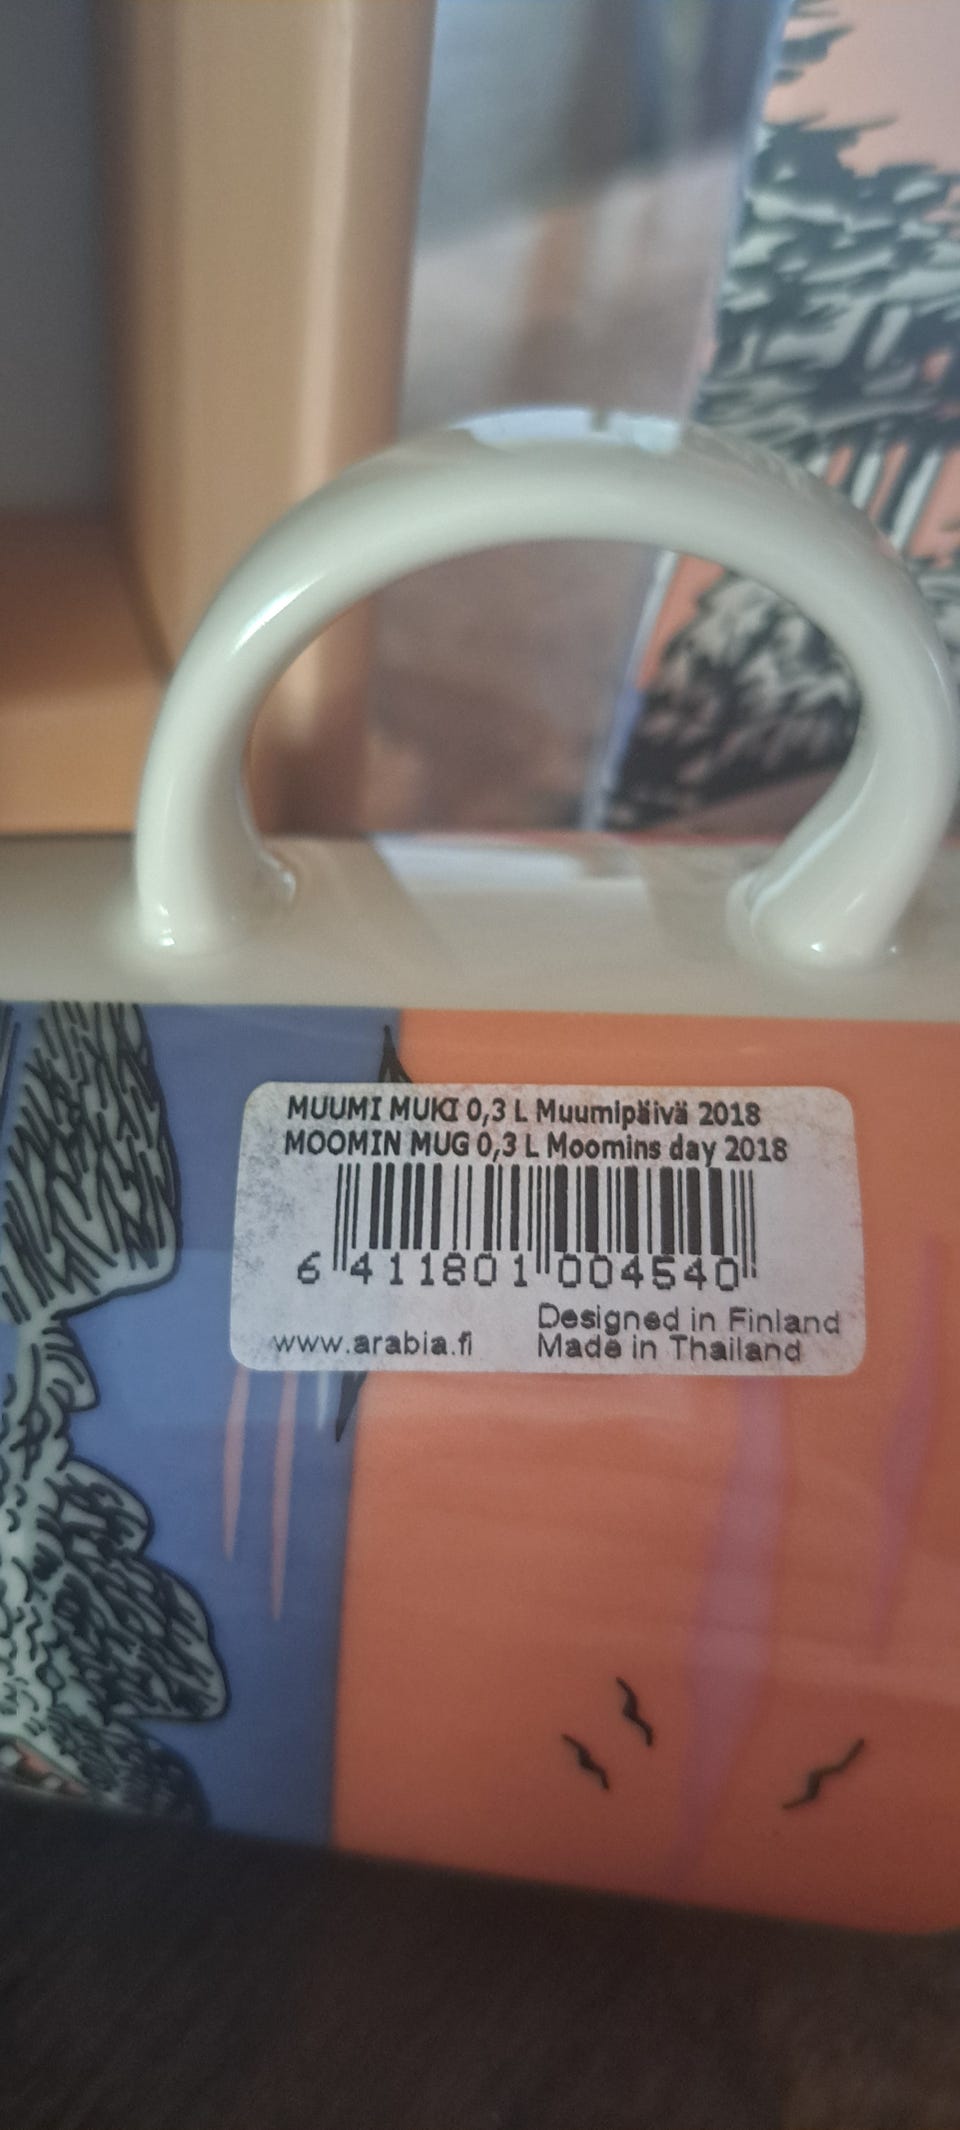 MUUMI MUKI 0,3 L Muumipäivä 2018
MOOMIN MUG 0,3 L Moomins day 2018
6 411801 004540
Designed in Finland
www.arabia.fi Made in Thailand